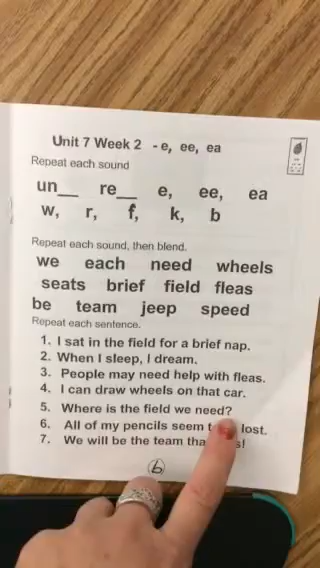 Unit 7 Week 2 - e, ee, ea
Repeat each sound
un__ re__ e, ee, ea
w, r, f, k, b
Repeat each sound, then blend.
we each need wheels
seats brief field fleas
be team jeep speed
Repeat each sentence.
1. I sat in the field for a brief nap.
2. When I sleep, I dream.
3. People may need help with fleas.
4. I can draw wheels on that car.
5. Where is the field we need?
6. All of my pencils seem lost.
7. We will be the team
6